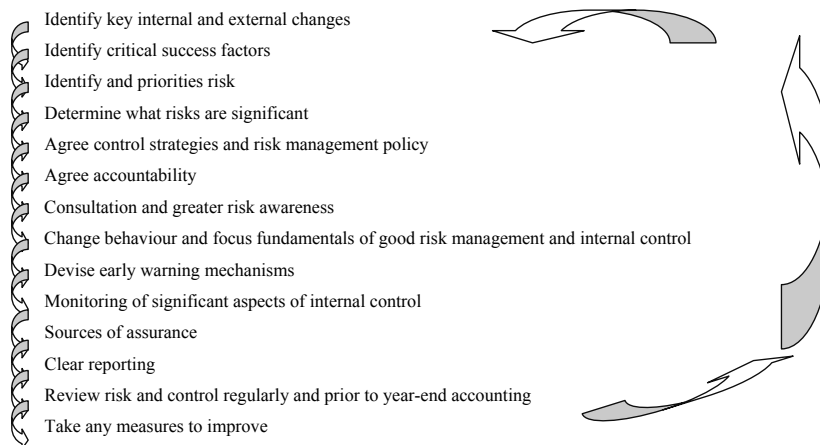 Identify key internal and external changes
Identify critical success factors
Identify and priorities risk
Determine what risks are significant
Agree control strategies and risk management policy
Agree accountability
Consultation and greater risk awareness
Change behaviour and focus fundamentals of good risk management and internal control
Devise early warning mechanisms
Monitoring of significant aspects of internal control
Sources of assurance
Clear reporting
Review risk and control regularly and prior to year-end accounting
Take any measures to improve